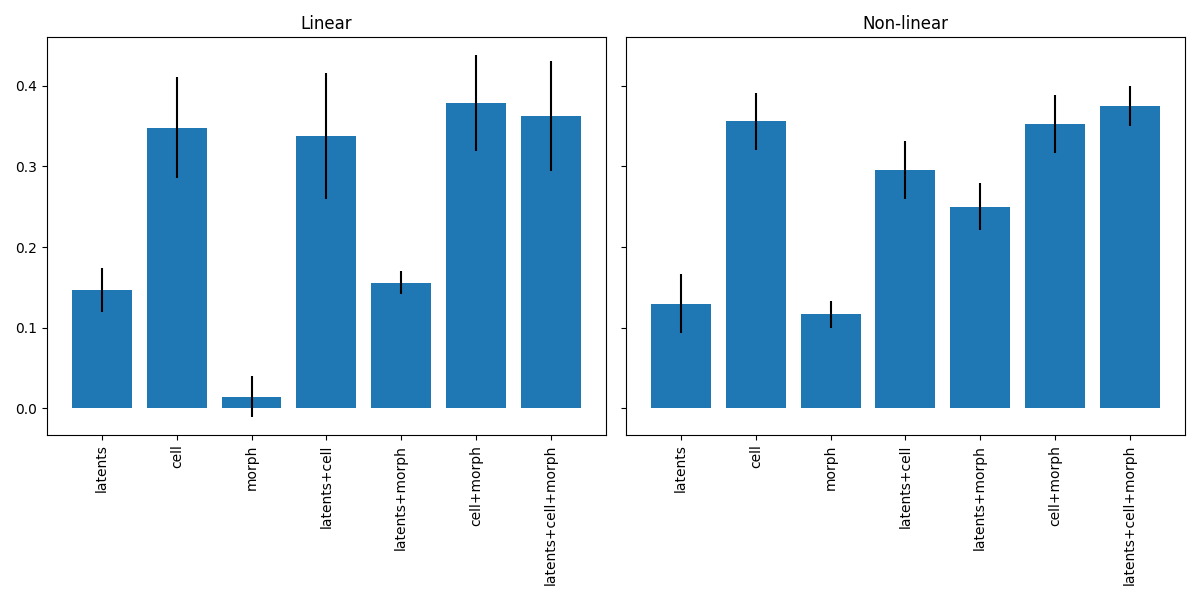 Linear
Non-linear
0.4
0.3
0.2
0.1
0.0
latents
cell
morph
latents+cell
latents+morph
cell+morph
latents+cell+morph
latents
cell
morph
latents+cell
latents+morph
cell+morph
latents+cell+morph